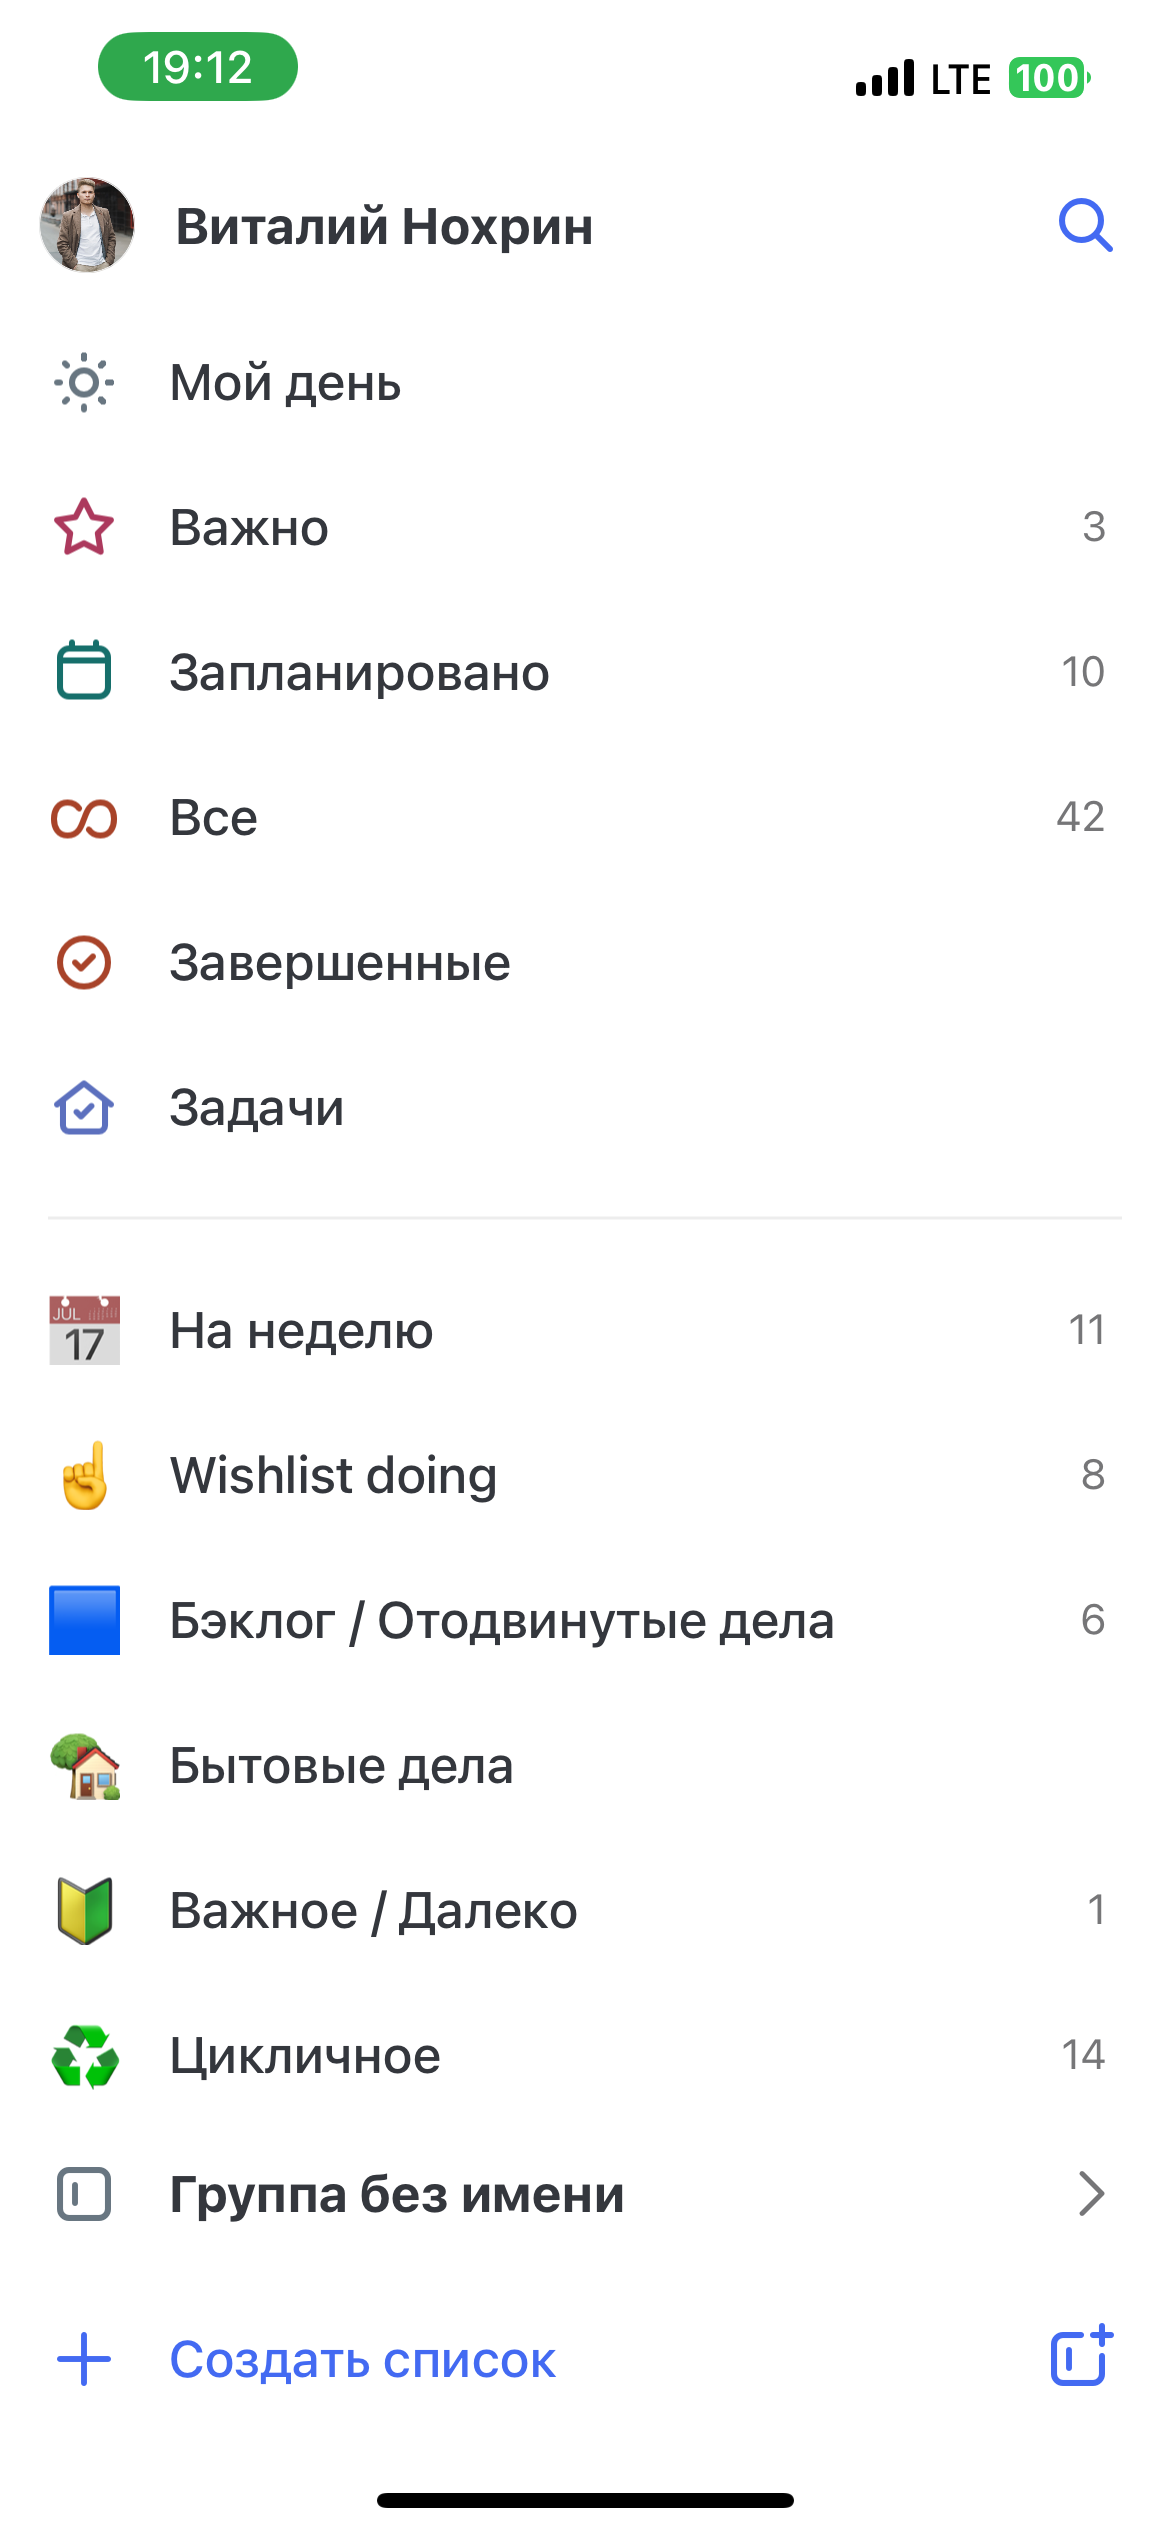 19:12 LTE 100
Виталий Нохрин
Мой день
Важно 3
Запланировано 10
Все 42
Завершенные
Задачи
JUL
17
На неделю 11
Wishlist doing 8
Бэклог / Отодвинутые дела 6
Бытовые дела
Важное / Далеко 1
Цикличное 14
Группа без имени
Создать список